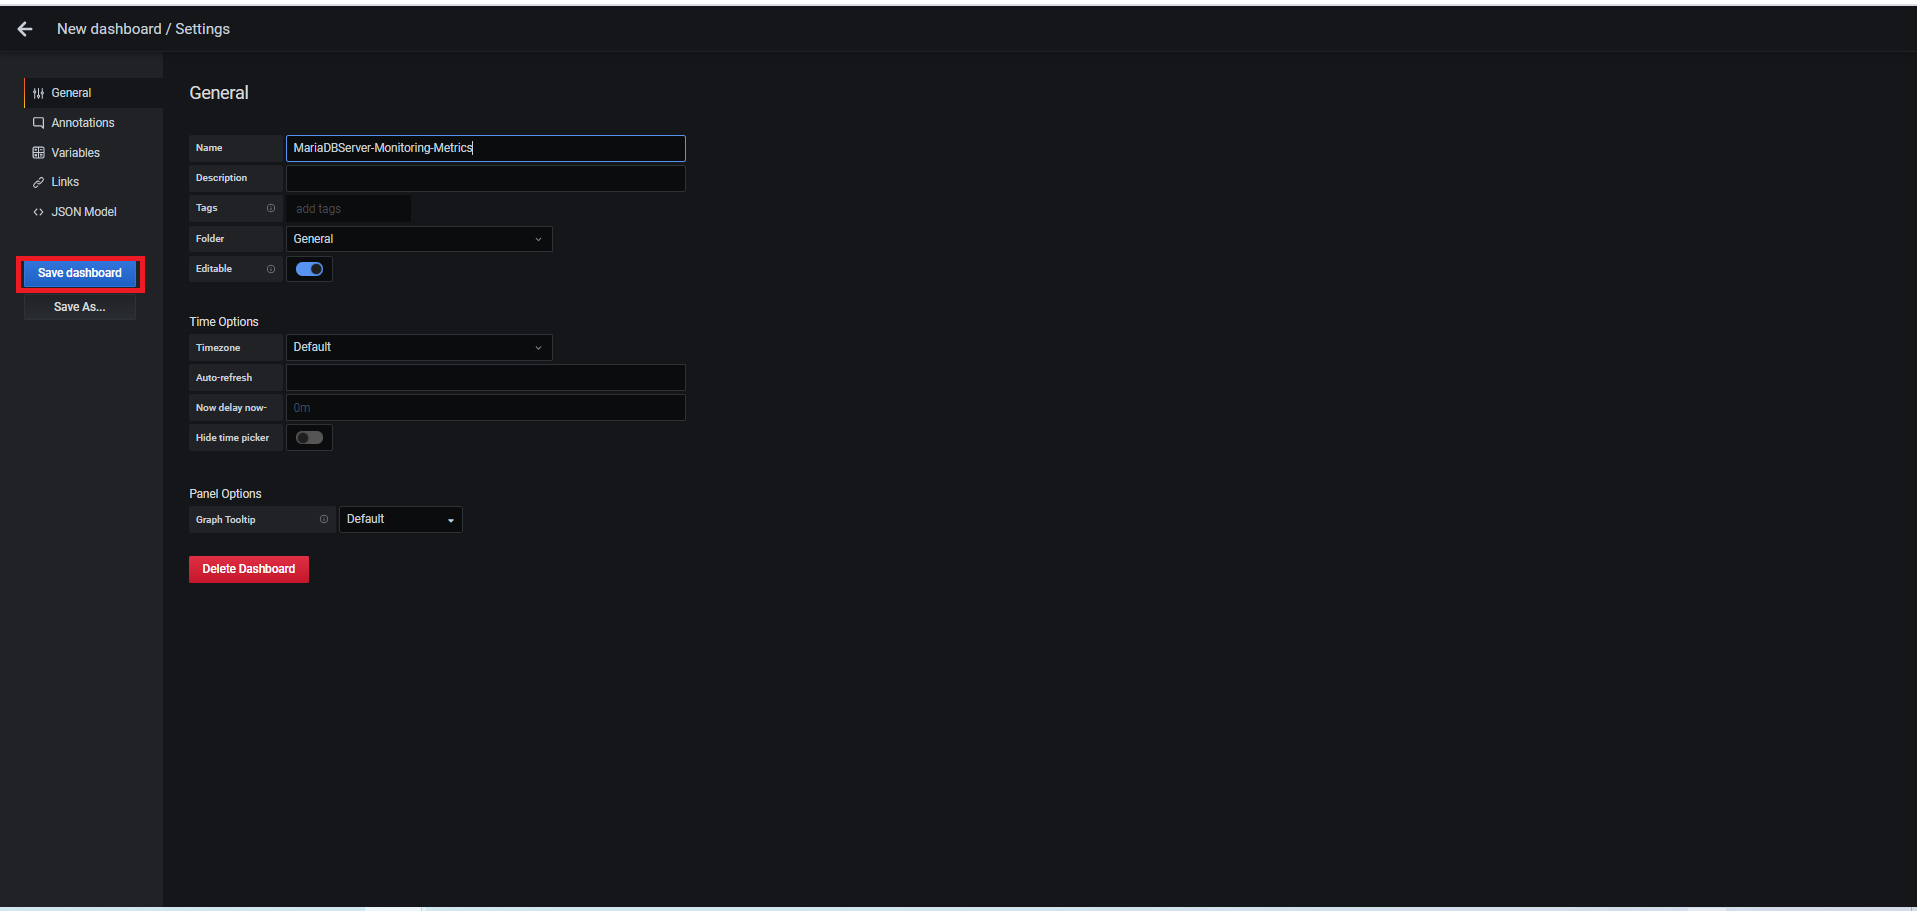 New dashboard / Settings
General
Annotations
Variables
Links
JSON Model
Save dashboard
Save As...
General
Name MariaDBServer-Monitoring-Metrics
Description
Tags add tags
Folder General
Editable
Time Options
Timezone Default
Auto-refresh
Now delay now- 0m
Hide time picker
Panel Options
Graph Tooltip Default
Delete Dashboard